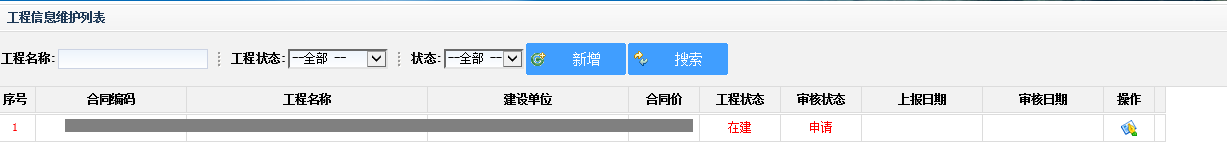 工程信息维护列表
工程名称: 工程状态: --全部 -- 状态: --全部 -- 新增 搜索
序号 合同编码 工程名称 建设单位 合同价 工程状态 审核状态 上报日期 审核日期 操作
1 在建 申请